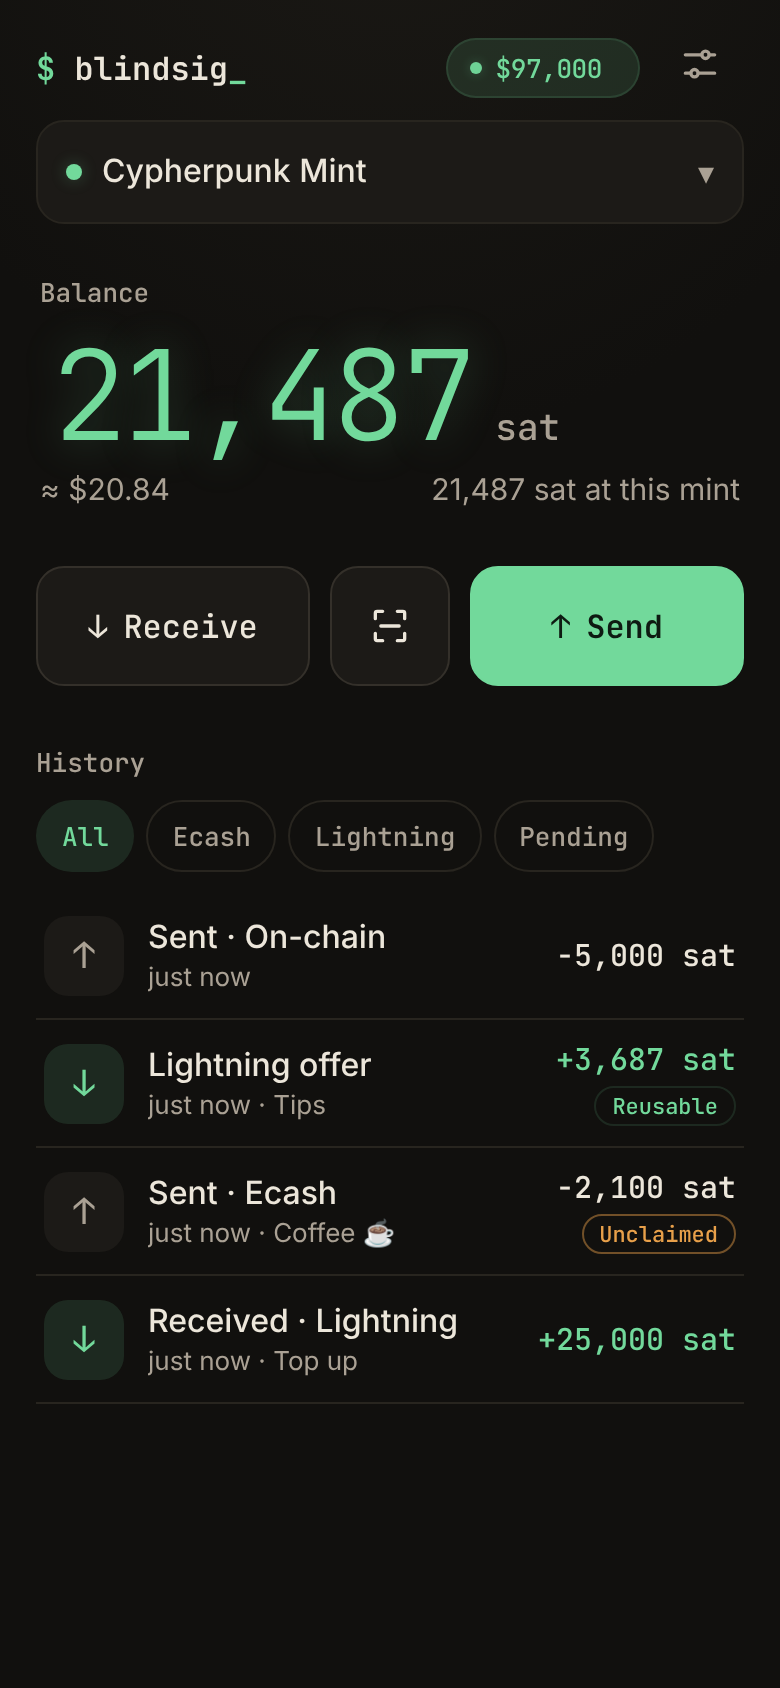 $ blindsig_
$97,000
Cypherpunk Mint ▼
Balance
21,487 sat
≈ $20.84
21,487 sat at this mint
↓ Receive
↑ Send
History
All
Ecash
Lightning
Pending
Sent · On-chain
-5,000 sat
just now
Lightning offer
+3,687 sat
just now · Tips
Reusable
Sent · Ecash
-2,100 sat
just now · Coffee ☕
Unclaimed
Received · Lightning
+25,000 sat
just now · Top up